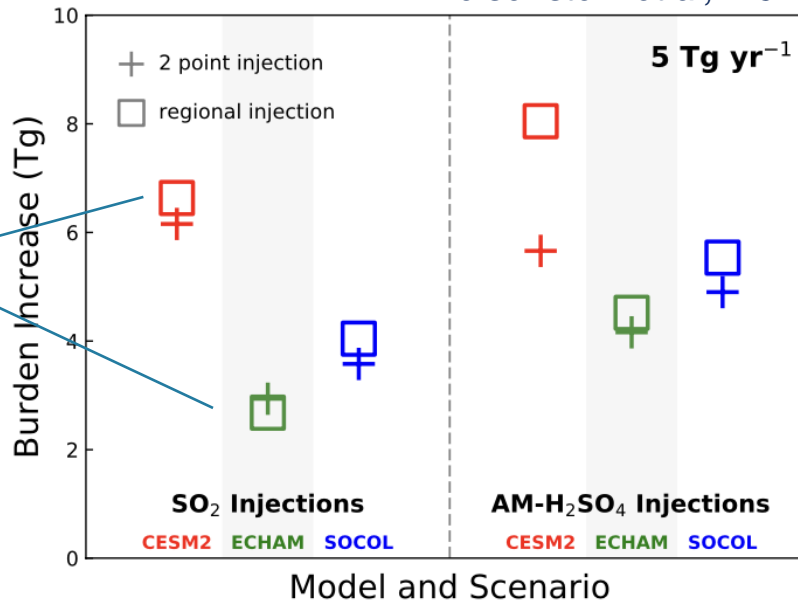 10
8
6
4
2
0
Burden Increase (Tg)
2 point injection
regional injection
5 Tg yr⁻¹
SO₂ Injections
AM-H₂SO₄ Injections
CESM2 ECHAM SOCOL
CESM2 ECHAM SOCOL
Model and Scenario